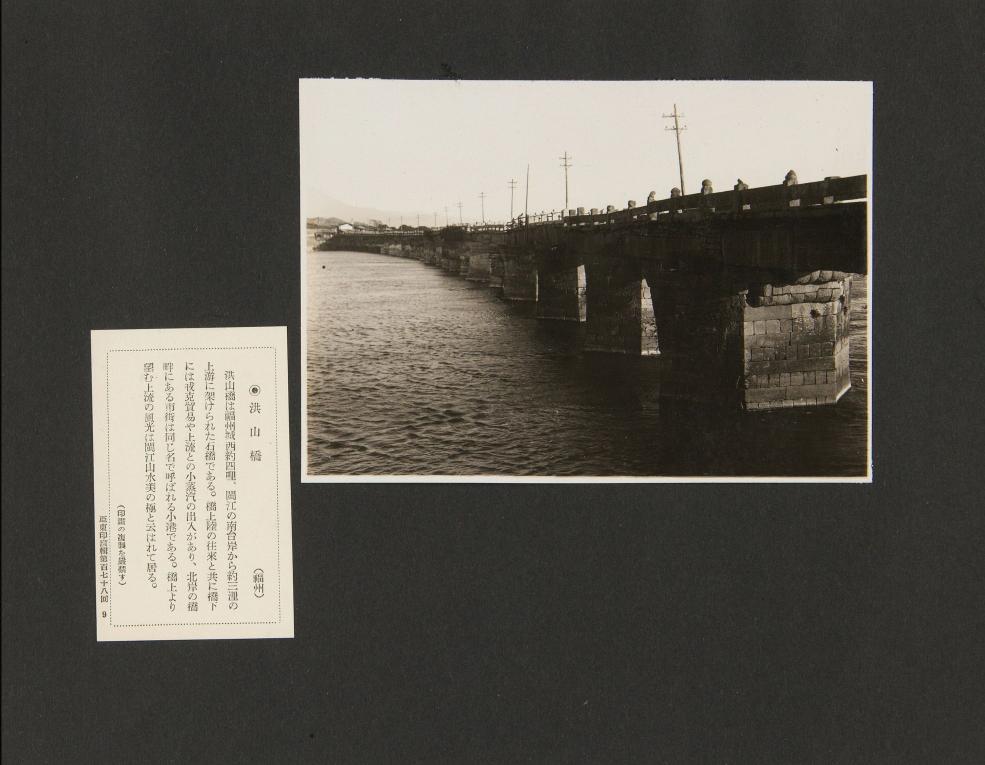 ◉洪山橋
（福州）
洪山橋は福州城西約四哩、閩江の南台岸から約三浬の
上游に架けられた石橋である。橋上陸の往來と共に橋下
には戎克貿易や上流との小蒸汽の出入があり、北岸の橋
畔にある市街は同じ名で呼ばれる小港である。橋上より
望む上流の風光は閩江山水美の極と云はれて居る。
（印畫の複製を嚴禁す）
亞東印畫輯第百七十八回 9